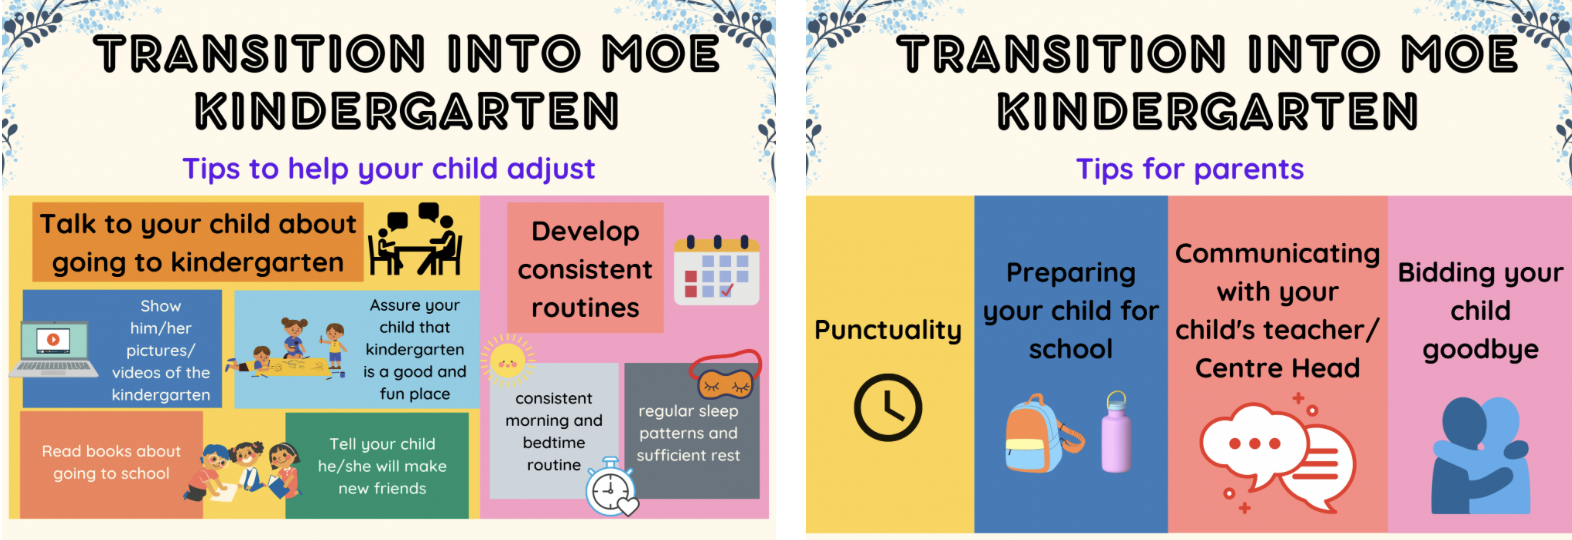 TRANSITION INTO MOE
KINDERGARTEN
Tips to help your child adjust
Talk to your child about
going to kindergarten
Show
him/her
pictures/
videos of the
kindergarten
Assure your
child that
kindergarten
is a good and
fun place
Read books about
going to school
Tell your child
he/she will make
new friends
Develop
consistent
routines
consistent
morning and
bedtime
routine
regular sleep
patterns and
sufficient rest
TRANSITION INTO MOE
KINDERGARTEN
Tips for parents
Punctuality
Preparing
your child for
school
Communicating
with your
child's teacher/
Centre Head
Bidding your
child
goodbye